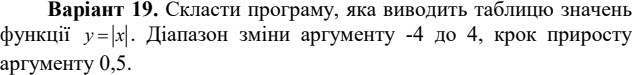 Варіант 19. Скласти програму, яка виводить таблицю значень
функції y=|x|. Діапазон зміни аргументу -4 до 4, крок приросту
аргументу 0,5.